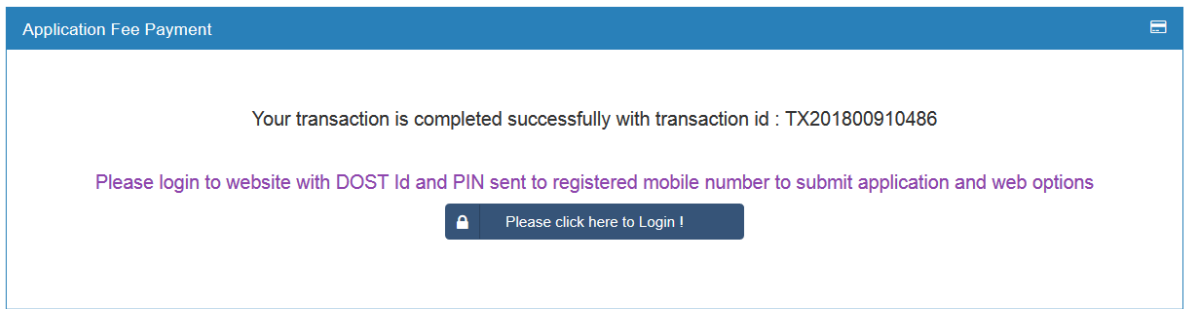 Application Fee Payment
Your transaction is completed successfully with transaction id : TX201800910486
Please login to website with DOST Id and PIN sent to registered mobile number to submit application and web options
Please click here to Login !